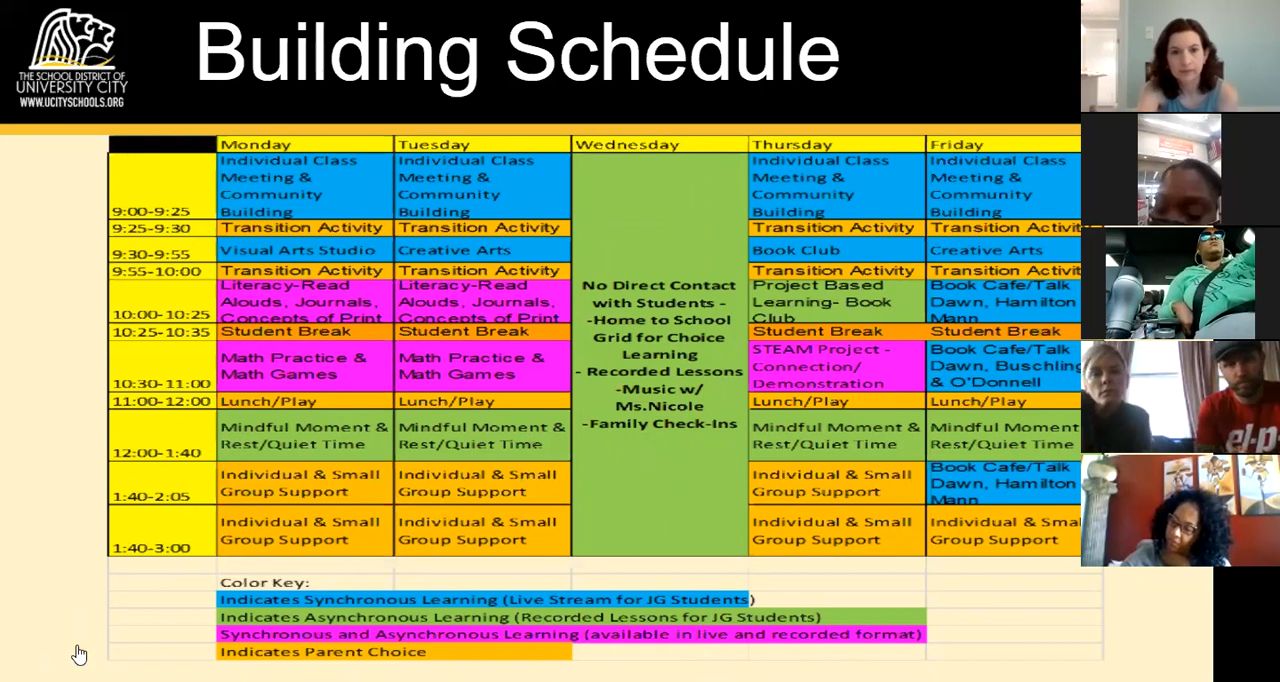 Building Schedule
THE SCHOOL DISTRICT OF
UNIVERSITY CITY
WWW.UCITYSCHOOLS.ORG
Monday Tuesday Wednesday Thursday Friday
9:00-9:25
Individual Class
Meeting &
Community
Building
Individual Class
Meeting &
Community
Building
Individual Class
Meeting &
Community
Building
Individual Class
Meeting &
Community
Building
9:25-9:30 Transition Activity Transition Activity Transition Activity Transition Activit
9:30-9:55 Visual Arts Studio Creative Arts Book Club Creative Arts
9:55-10:00 Transition Activity Transition Activity Transition Activity Transition Activit
10:00-10:25
Literacy-Read
Alouds, Journals,
Concepts of Print
Literacy-Read
Alouds, Journals,
Concepts of Print
Project Based
Learning- Book
Club
Book Cafe/Talk
Dawn, Hamilton
Mann
10:25-10:35 Student Break Student Break Student Break Student Break
10:30-11:00
Math Practice &
Math Games
Math Practice &
Math Games
STEAM Project -
Connection/
Demonstration
Book Cafe/Talk
Dawn, Buschling
& O'Donnell
11:00-12:00 Lunch/Play Lunch/Play Lunch/Play Lunch/Play
12:00-1:40
Mindful Moment &
Rest/Quiet Time
Mindful Moment &
Rest/Quiet Time
Mindful Moment &
Rest/Quiet Time
Mindful Moment
Rest/Quiet Time
1:40-2:05
Individual & Small
Group Support
Individual & Small
Group Support
Individual & Small
Group Support
Book Cafe/Talk
Dawn, Hamilton
Mann
1:40-3:00
Individual & Small
Group Support
Individual & Small
Group Support
Individual & Small
Group Support
Individual & Sma
Group Support
No Direct Contact
with Students -
-Home to School
Grid for Choice
Learning
- Recorded Lessons
-Music w/
Ms.Nicole
-Family Check-Ins
Color Key:
Indicates Synchronous Learning (Live Stream for JG Students)
Indicates Asynchronous Learning (Recorded Lessons for JG Students)
Synchronous and Asynchronous Learning (available in live and recorded format)
Indicates Parent Choice